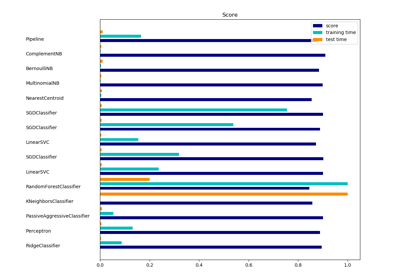 Score
score
training time
test time
Pipeline
ComplementNB
BernoulliNB
MultinomialNB
NearestCentroid
SGDClassifier
SGDClassifier
LinearSVC
SGDClassifier
LinearSVC
RandomForestClassifier
KNeighborsClassifier
PassiveAggressiveClassifier
Perceptron
RidgeClassifier
0.0 0.2 0.4 0.6 0.8 1.0